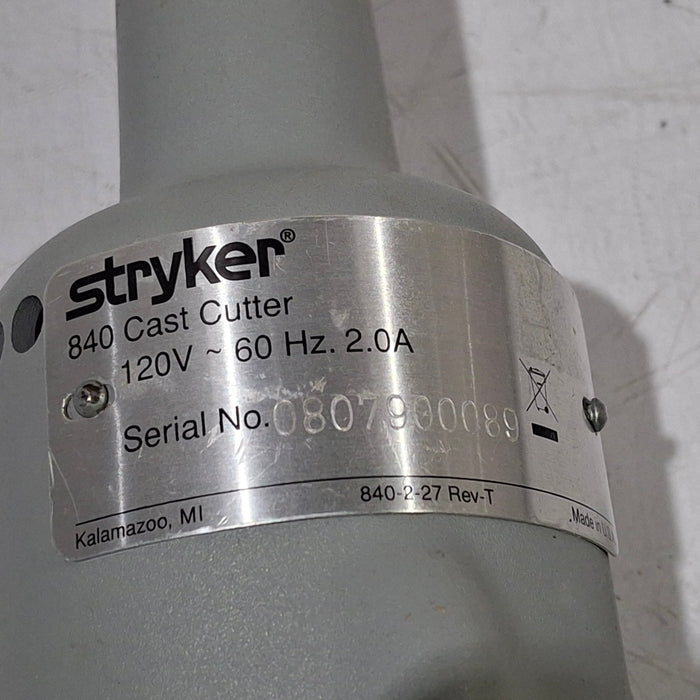 stryker®
840 Cast Cutter
120V ~ 60 Hz. 2.0A
Serial No. 0807900089
840-2-27 Rev-T
Kalamazoo, MI
Made in